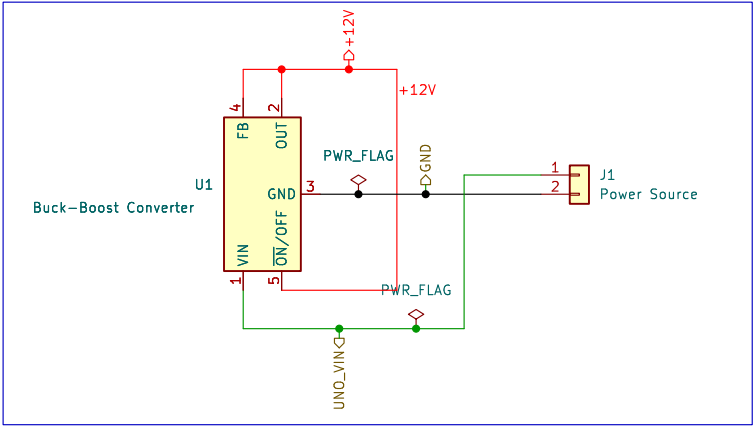 +12V
+12V
4
2
FB
OUT
PWR_FLAG
GND
1
J1
U1
GND
3
2
Power Source
Buck-Boost Converter
VIN
ON/OFF
1
5
PWR_FLAG
UNO_VIN